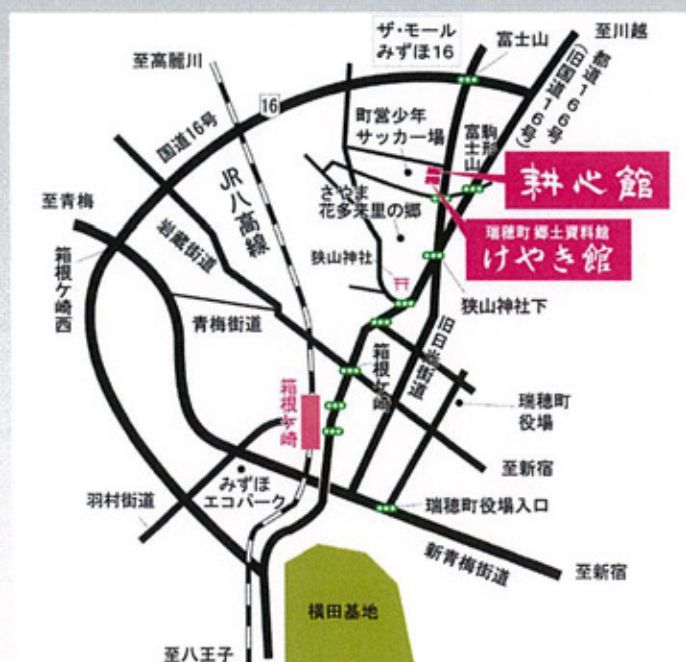 ザ・モール
みずほ16
富士山
至川越
都道166号
(旧国道16号)
至高麗川
16
国道16号
町営少年
サッカー場
駒形
富士山
耕心館
JR八高線
さやま
花多来里の郷
瑞穂町郷土資料館
けやき館
至青梅
岩蔵街道
狭山神社
狭山神社下
箱根ケ崎西
青梅街道
旧日光街道
箱根ケ崎
箱根ケ崎
瑞穂町
役場
至新宿
みずほ
エコパーク
羽村街道
瑞穂町役場入口
新青梅街道
至新宿
横田基地
至八王子